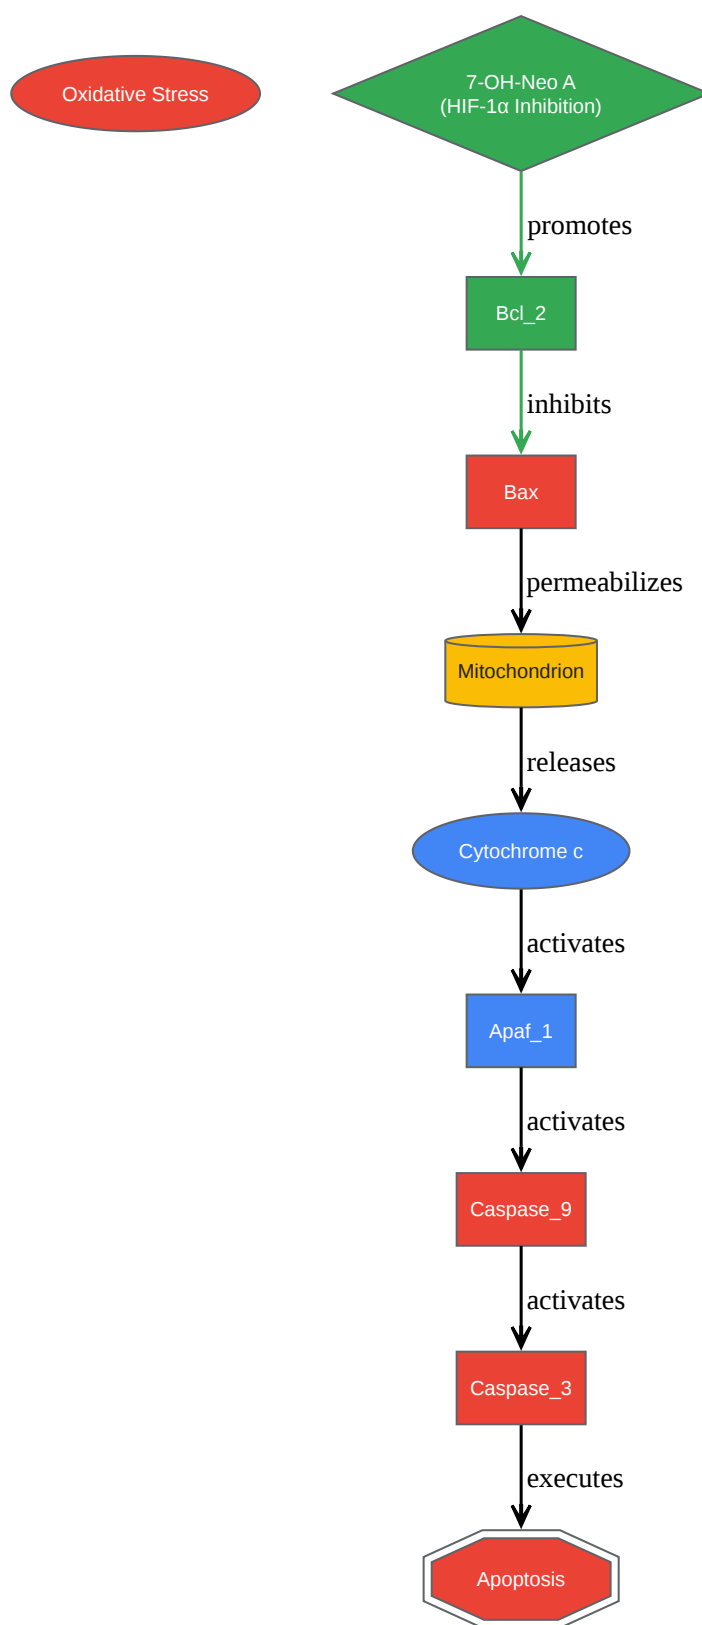 Oxidative Stress
7-OH-Neo A
(HIF-1α Inhibition)
promotes
Bcl_2
inhibits
Bax
permeabilizes
Mitochondrion
releases
Cytochrome c
activates
Apaf_1
activates
Caspase_9
activates
Caspase_3
executes
Apoptosis